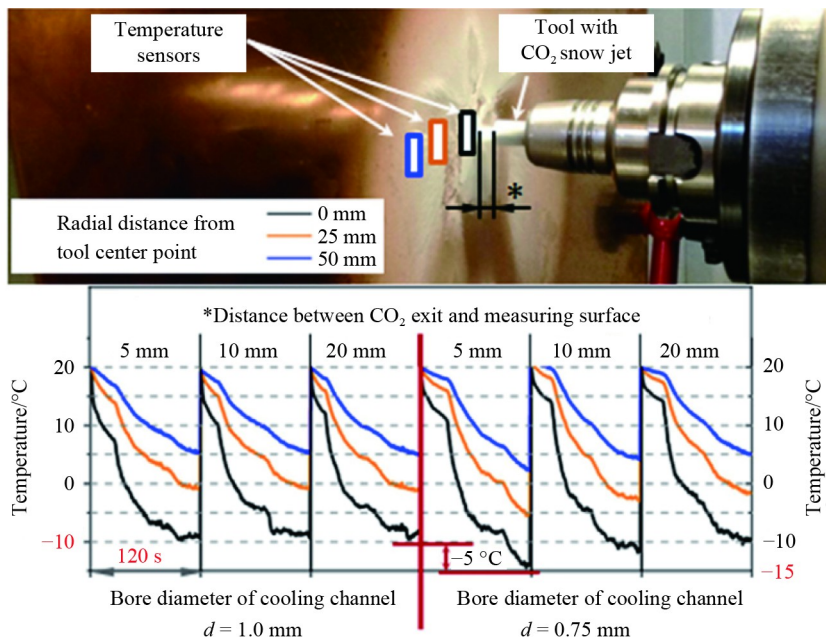 Temperature
sensors
Tool with
CO₂ snow jet
*
Radial distance from
tool center point
0 mm
25 mm
50 mm
*Distance between CO₂ exit and measuring surface
5 mm 10 mm 20 mm 5 mm 10 mm 20 mm
Temperature/°C
20
10
0
−10
120 s
−5 °C
20
10
0
−10
−15
Temperature/°C
Bore diameter of cooling channel
d = 1.0 mm
Bore diameter of cooling channel
d = 0.75 mm